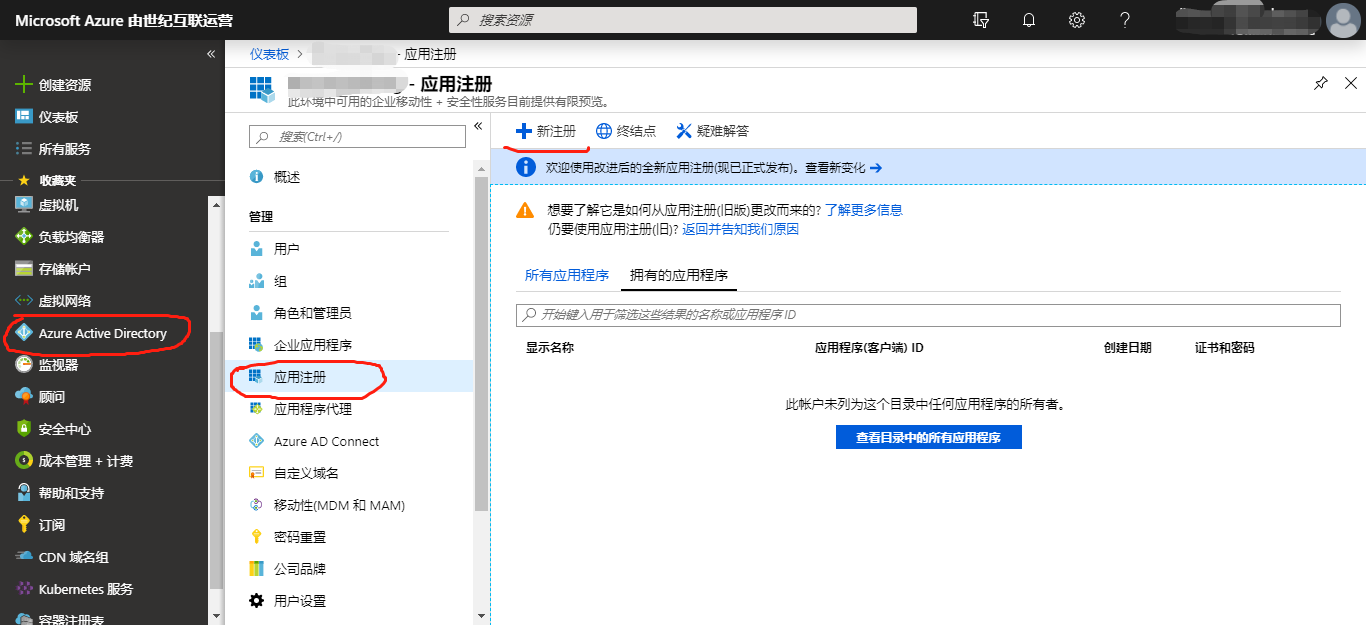 Microsoft Azure 由世纪互联运营
搜索资源
仪表板
- 应用注册
- 应用注册
此环境中可用的企业移动性 + 安全性服务目前提供有限预览。
创建资源
仪表板
所有服务
收藏夹
虚拟机
负载均衡器
存储帐户
虚拟网络
Azure Active Directory
监视器
顾问
安全中心
成本管理 + 计费
帮助和支持
订阅
CDN 域名组
Kubernetes 服务
容器注册表
搜索(Ctrl+/)
概述
管理
用户
组
角色和管理员
企业应用程序
应用注册
应用程序代理
Azure AD Connect
自定义域名
移动性(MDM 和 MAM)
密码重置
公司品牌
用户设置
新注册 终结点 疑难解答
欢迎使用改进后的全新应用注册(现已正式发布)。查看新变化
想要了解它是如何从应用注册(旧版)更改而来的? 了解更多信息
仍要使用应用注册(旧)? 返回并告知我们原因
所有应用程序 拥有的应用程序
开始键入用于筛选这些结果的名称或应用程序 ID
显示名称 应用程序(客户端) ID 创建日期 证书和密码
此帐户未列为这个目录中任何应用程序的所有者。
查看目录中的所有应用程序